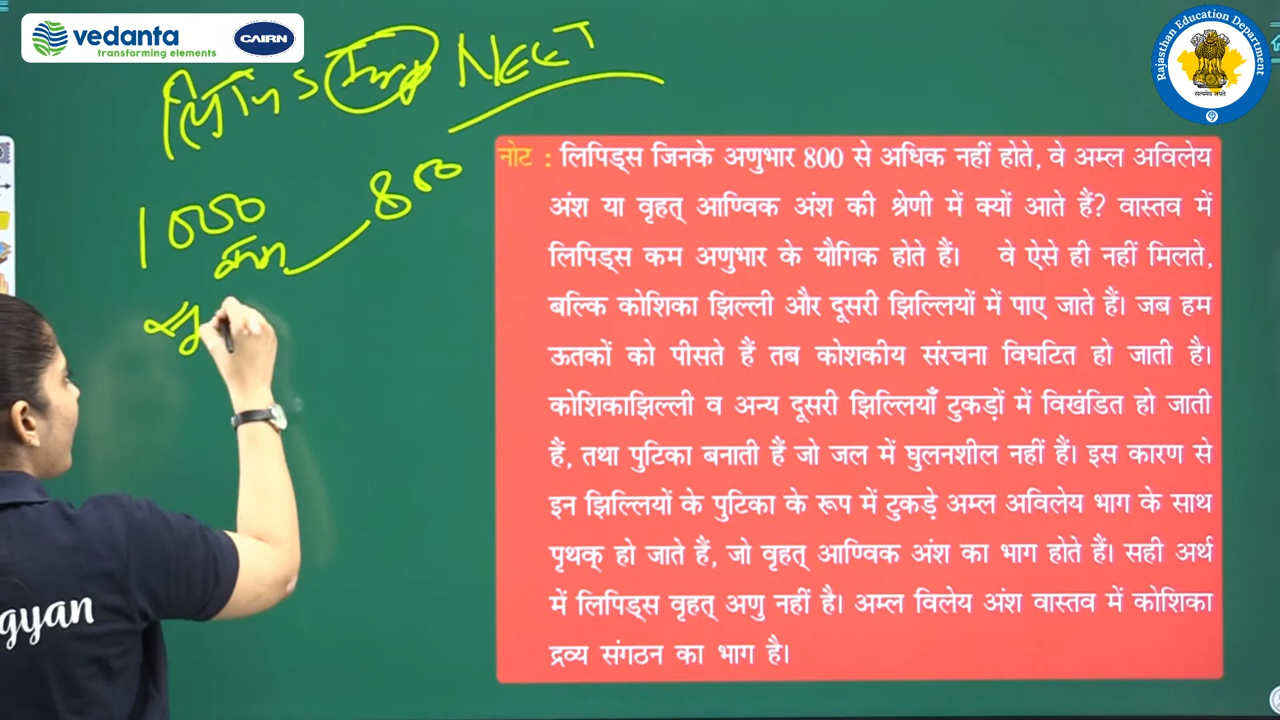 vedanta
transforming elements
CAIRN
Rajasthan Education Department
सत्यमेव जयते
लिपिड NEET
1000 800
कम
नोट : लिपिड्स जिनके अणुभार 800 से अधिक नहीं होते, वे अम्ल अविलेय
अंश या वृहत् आण्विक अंश की श्रेणी में क्यों आते हैं? वास्तव में
लिपिड्स कम अणुभार के यौगिक होते हैं। वे ऐसे ही नहीं मिलते,
बल्कि कोशिका झिल्ली और दूसरी झिल्लियों में पाए जाते हैं। जब हम
ऊतकों को पीसते हैं तब कोशकीय संरचना विघटित हो जाती है।
कोशिकाझिल्ली व अन्य दूसरी झिल्लियाँ टुकड़ों में विखंडित हो जाती
हैं, तथा पुटिका बनाती हैं जो जल में घुलनशील नहीं हैं। इस कारण से
इन झिल्लियों के पुटिका के रूप में टुकड़े अम्ल अविलेय भाग के साथ
पृथक् हो जाते हैं, जो वृहत् आण्विक अंश का भाग होते हैं। सही अर्थ
में लिपिड्स वृहत् अणु नहीं है। अम्ल विलेय अंश वास्तव में कोशिका
द्रव्य संगठन का भाग है।
gyan